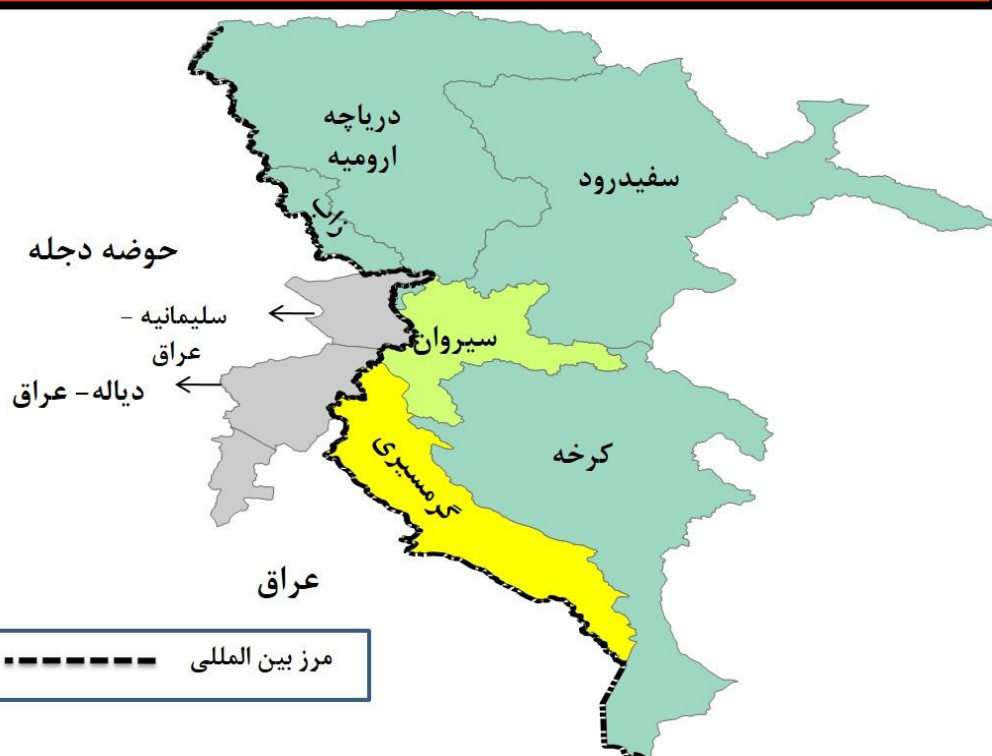 دریاچه
ارومیه
سفیدرود
زاب
حوضه دجله
سلیمانیه -
عراق
سیروان
دیاله- عراق
گرمسیری
کرخه
عراق
مرز بین المللی